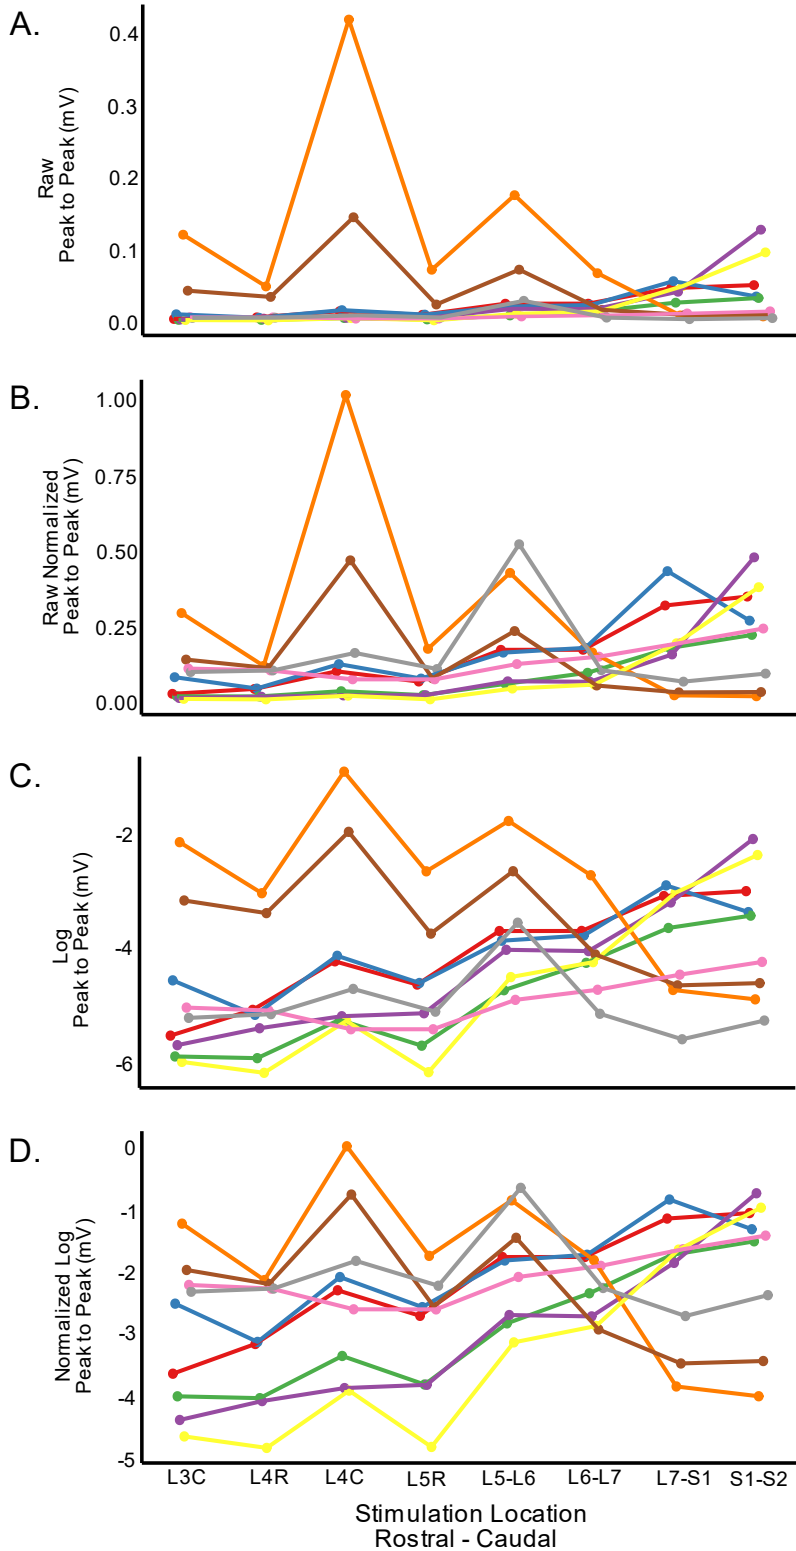 A.
Raw
Peak to Peak (mV)
0.4
0.3
0.2
0.1
0.0
B.
Raw Normalized
Peak to Peak (mV)
1.00
0.75
0.50
0.25
0.00
C.
Log
Peak to Peak (mV)
-2
-4
-6
D.
Normalized Log
Peak to Peak (mV)
0
-1
-2
-3
-4
-5
L3C L4R L4C L5R L5-L6 L6-L7 L7-S1 S1-S2
Stimulation Location
Rostral - Caudal